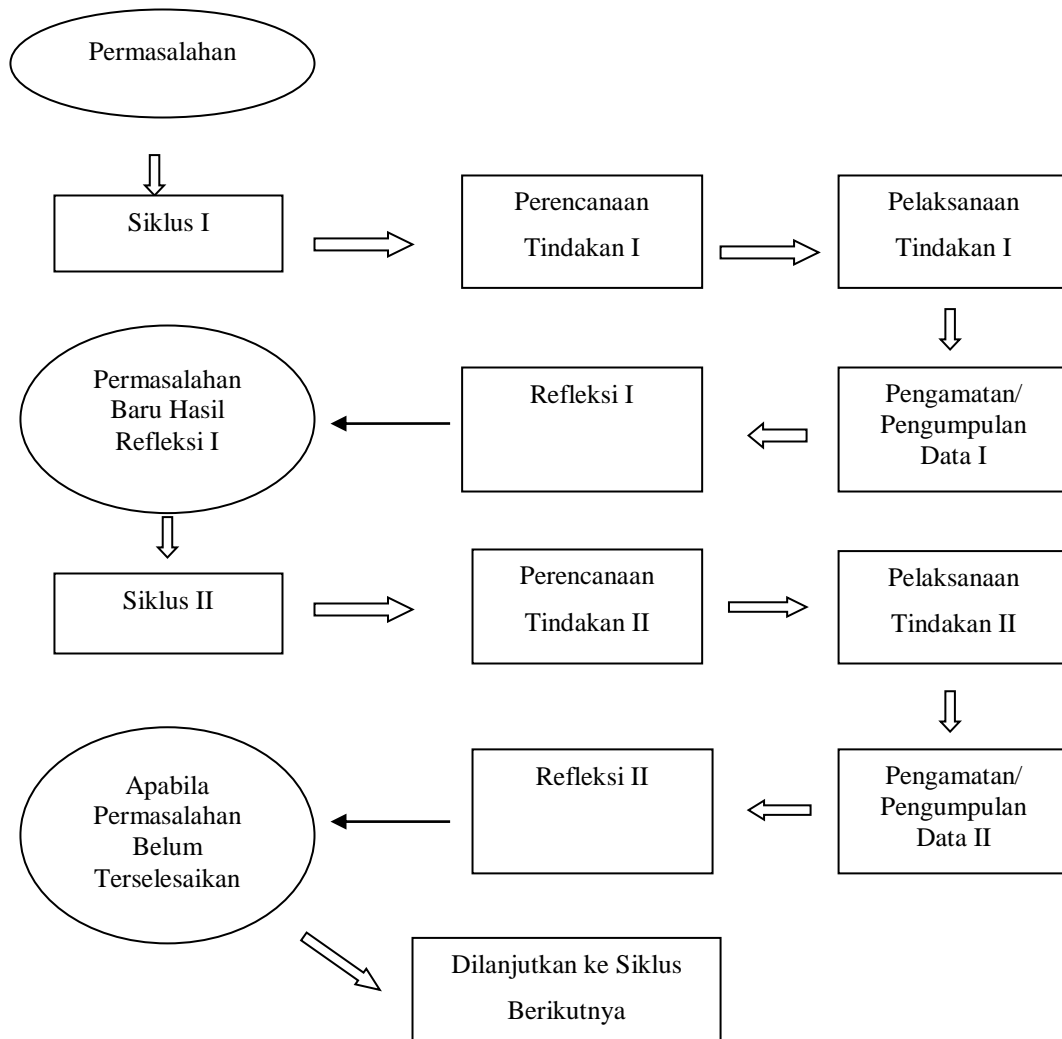 Permasalahan
Siklus I
Perencanaan
Tindakan I
Pelaksanaan
Tindakan I
Permasalahan
Baru Hasil
Refleksi I
Refleksi I
Pengamatan/
Pengumpulan
Data I
Siklus II
Perencanaan
Tindakan II
Pelaksanaan
Tindakan II
Apabila
Permasalahan
Belum
Terselesaikan
Refleksi II
Pengamatan/
Pengumpulan
Data II
Dilanjutkan ke Siklus
Berikutnya